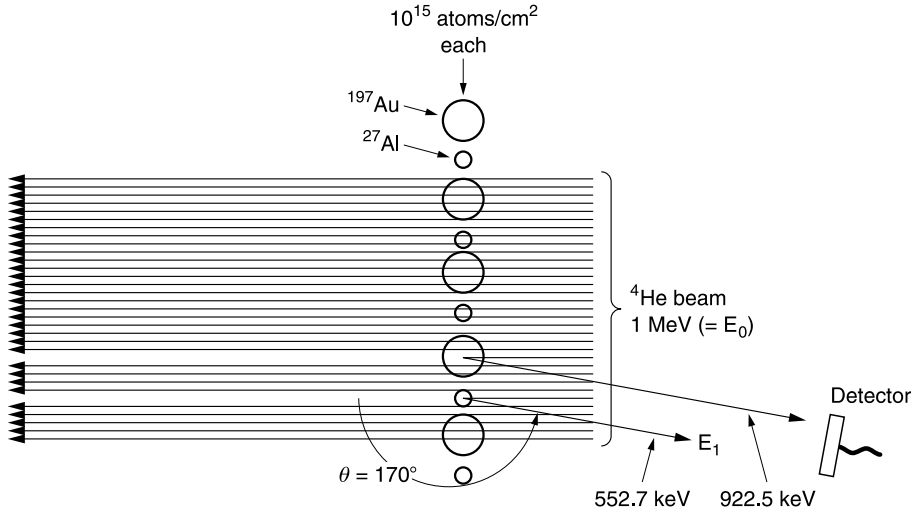 10¹⁵ atoms/cm²
each
¹⁹⁷Au
²⁷Al
⁴He beam
1 MeV (= E₀)
Detector
E₁
θ = 170°
552.7 keV
922.5 keV